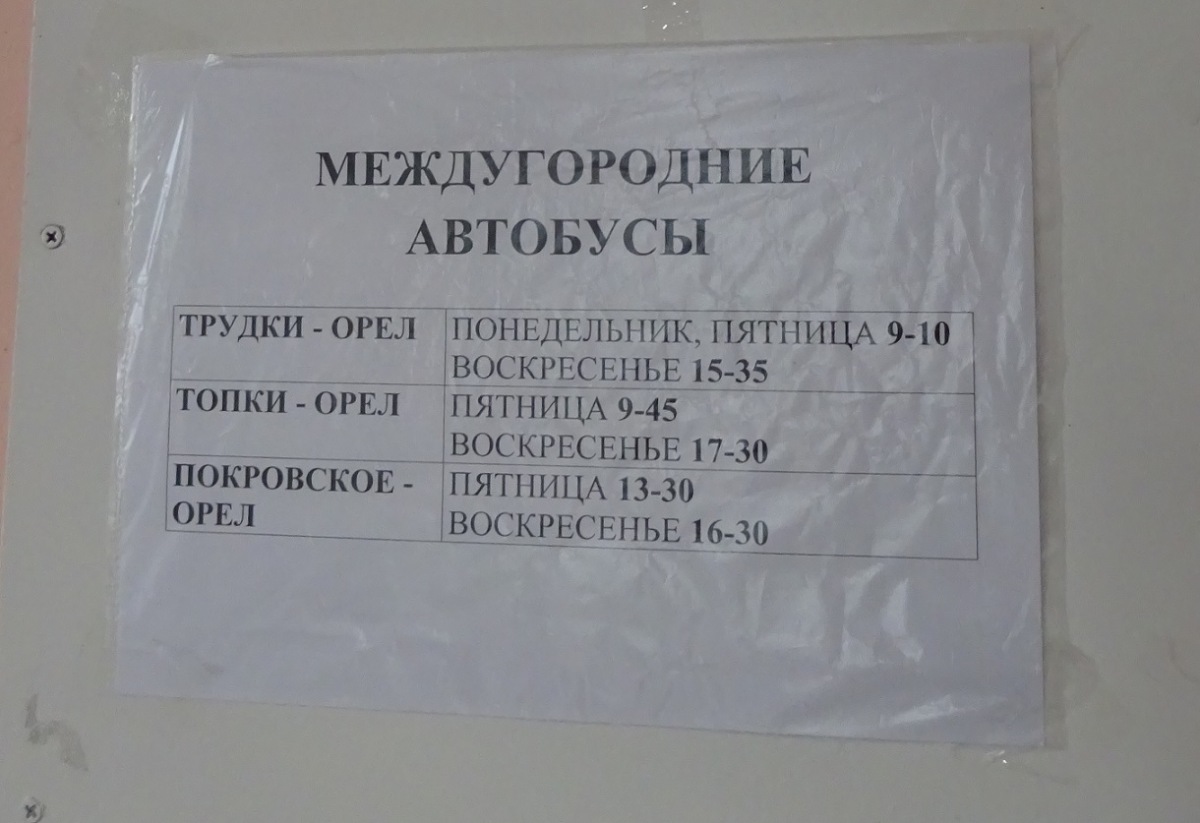 МЕЖДУГОРОДНИЕ
АВТОБУСЫ
ТРУДКИ - ОРЕЛ ПОНЕДЕЛЬНИК, ПЯТНИЦА 9-10
ВОСКРЕСЕНЬЕ 15-35
ТОПКИ - ОРЕЛ ПЯТНИЦА 9-45
ВОСКРЕСЕНЬЕ 17-30
ПОКРОВСКОЕ - ПЯТНИЦА 13-30
ОРЕЛ ВОСКРЕСЕНЬЕ 16-30